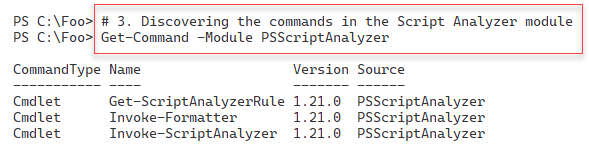 PS C:\Foo> # 3. Discovering the commands in the Script Analyzer module
PS C:\Foo> Get-Command -Module PSScriptAnalyzer
CommandType Name                   Version Source
----------- ----                   ------- ------
Cmdlet      Get-ScriptAnalyzerRule 1.21.0  PSScriptAnalyzer
Cmdlet      Invoke-Formatter       1.21.0  PSScriptAnalyzer
Cmdlet      Invoke-ScriptAnalyzer  1.21.0  PSScriptAnalyzer